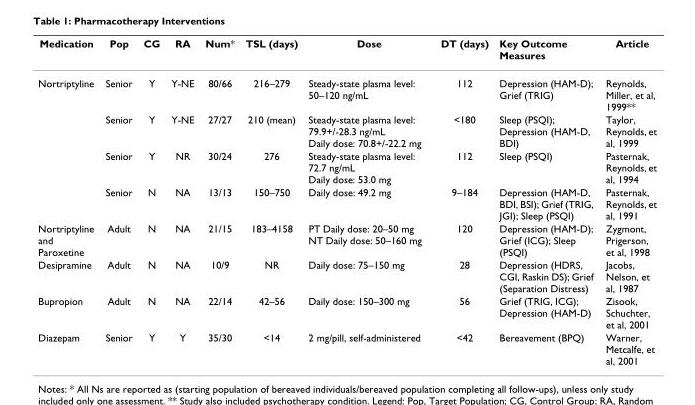 Table 1: Pharmacotherapy Interventions
Medication Pop CG RA Num* TSL (days) Dose DT (days) Key Outcome Article
Measures
Nortriptyline Senior Y Y-NE 80/66 216–279 Steady-state plasma level: 112 Depression (HAM-D); Reynolds,
50–120 ng/mL Grief (TRIG) Miller, et al,
1999**
Senior Y Y-NE 27/27 210 (mean) Steady-state plasma level: <180 Sleep (PSQI); Taylor,
79.9+/-28.3 ng/mL Depression (HAM-D, Reynolds, et
Daily dose: 70.8+/-22.2 mg BDI) al, 1999
Senior Y NR 30/24 276 Steady-state plasma level: 112 Sleep (PSQI) Pasternak,
72.7 ng/mL Reynolds, et
Daily dose: 53.0 mg al, 1994
Senior N NA 13/13 150–750 Daily dose: 49.2 mg 9–184 Depression (HAM-D, Pasternak,
BDI, BSI); Grief (TRIG, Reynolds, et
JGI); Sleep (PSQI) al, 1991
Nortriptyline Adult N NA 21/15 183–4158 PT Daily dose: 20–50 mg 120 Depression (HAM-D); Zygmont,
and NT Daily dose: 50–160 mg Grief (ICG); Sleep Prigerson,
Paroxetine (PSQI) et al, 1998
Desipramine Adult N NA 10/9 NR Daily dose: 75–150 mg 28 Depression (HDRS, Jacobs,
CGI, Raskin DS); Grief Nelson, et al,
(Separation Distress) 1987
Bupropion Adult N NA 22/14 42–56 Daily dose: 150–300 mg 56 Grief (TRIG, ICG); Zisook,
Depression (HAM-D) Schuchter,
et al, 2001
Diazepam Senior Y Y 35/30 <14 2 mg/pill, self-administered <42 Bereavement (BPQ) Warner,
Metcalfe, et
al, 2001
Notes: * All Ns are reported as (starting population of bereaved individuals/bereaved population completing all follow-ups), unless only study
included only one assessment. ** Study also included psychotherapy condition. Legend: Pop, Target Population; CG, Control Group; RA, Random